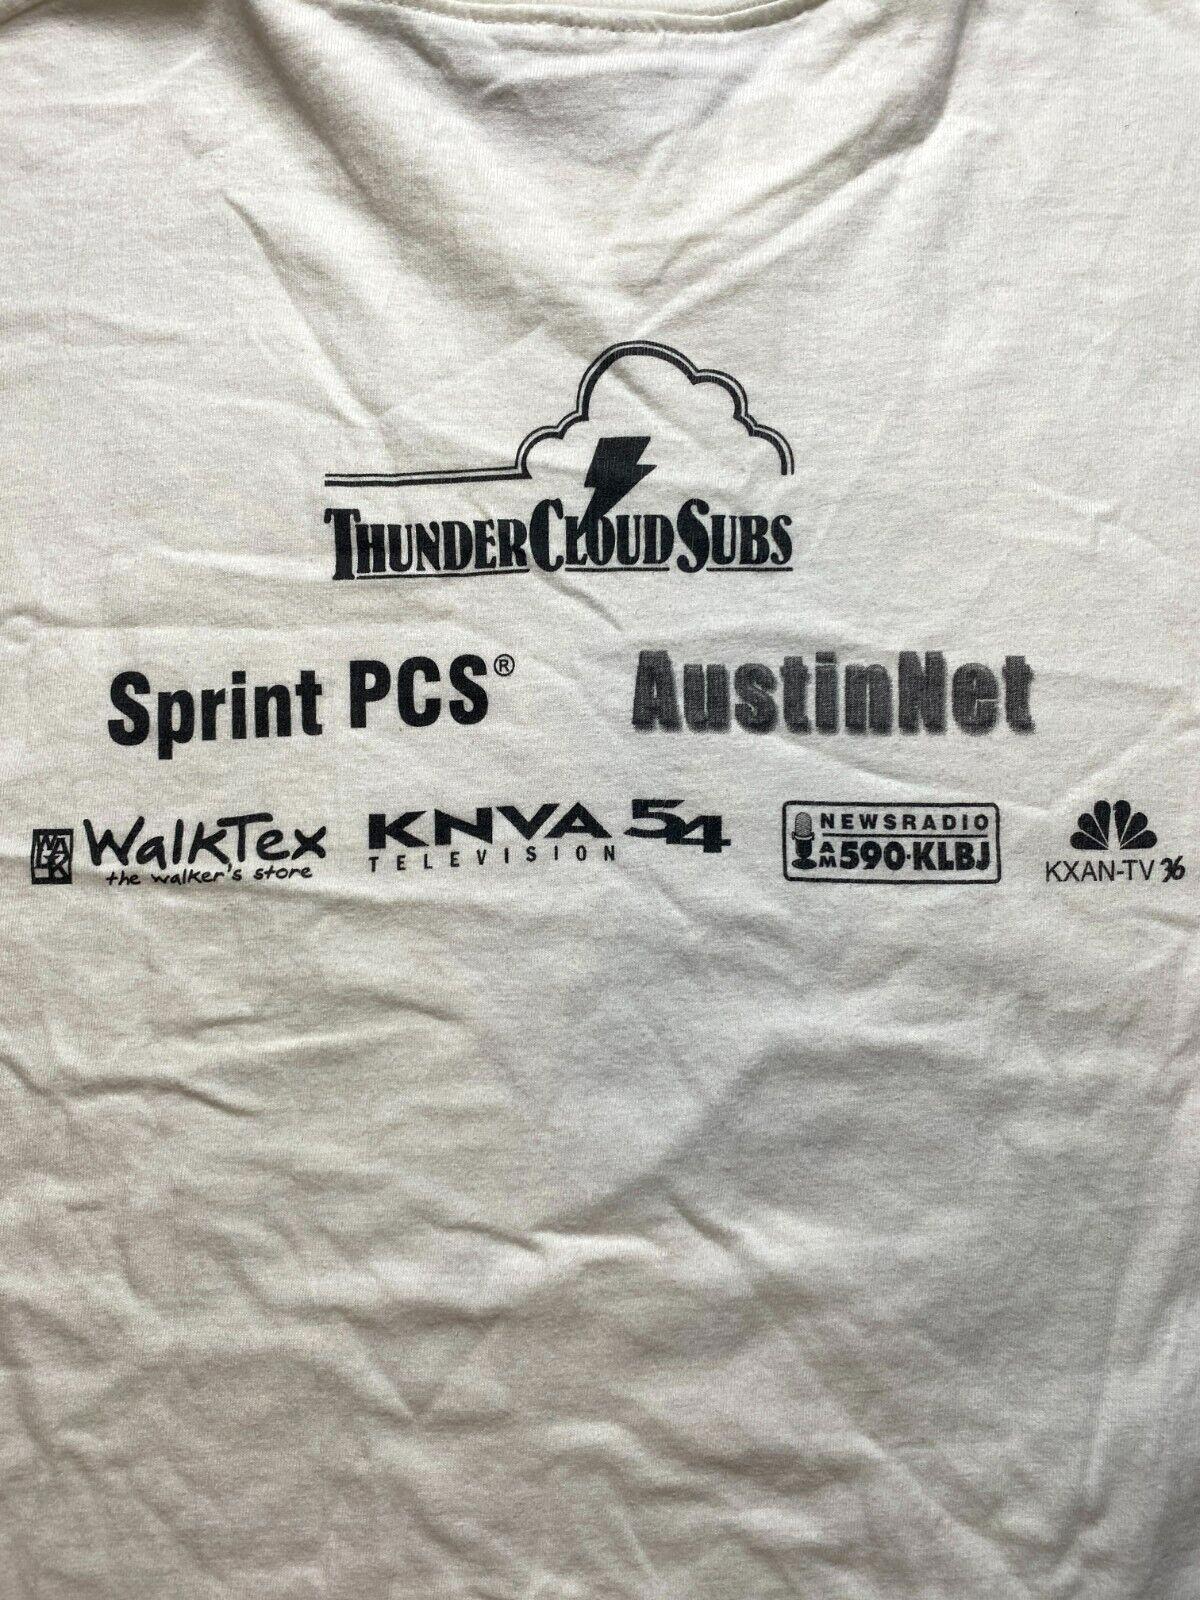 THUNDERCLOUD SUBS
Sprint PCS®
AustinNet
WALK
WalkTex
the walker's store
KNVA 54
TELEVISION
NEWSRADIO
AM 590·KLBJ
KXAN-TV 36